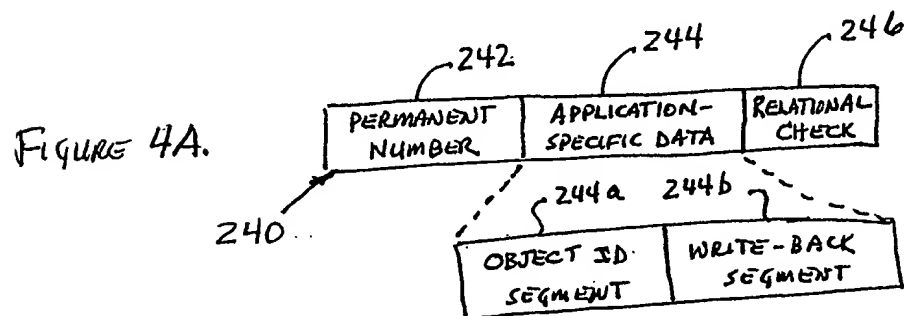 242
244
246
FIGURE 4A.
PERMANENT NUMBER
APPLICATION-SPECIFIC DATA
RELATIONAL CHECK
240
244a
244b
OBJECT ID SEGMENT
WRITE-BACK SEGMENT